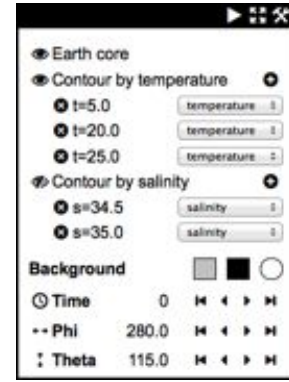 Earth core
Contour by temperature
t=5.0 temperature
t=20.0 temperature
t=25.0 temperature
Contour by salinity
s=34.5 salinity
s=35.0 salinity
Background
Time 0
Phi 280.0
Theta 115.0